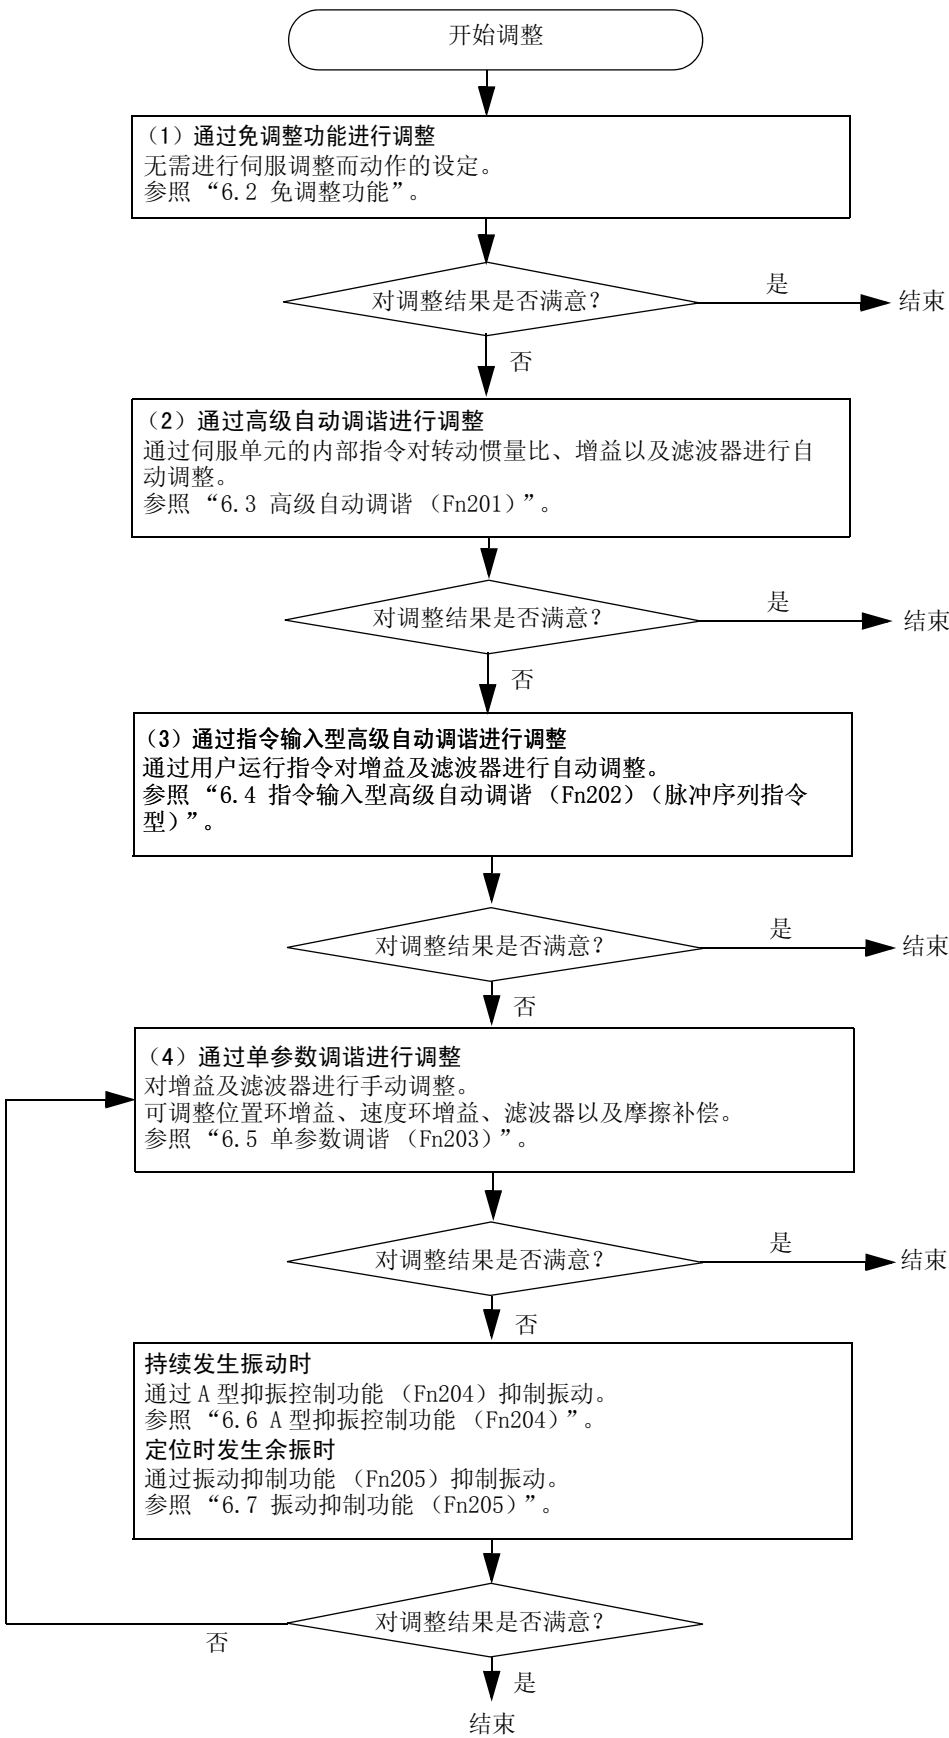 开始调整
（1）通过免调整功能进行调整
无需进行伺服调整而动作的设定。
参照 “6.2 免调整功能”。
对调整结果是否满意？
是
结束
否
（2）通过高级自动调谐进行调整
通过伺服单元的内部指令对转动惯量比、增益以及滤波器进行自
动调整。
参照 “6.3 高级自动调谐 （Fn201）”。
对调整结果是否满意？
是
结束
否
（3）通过指令输入型高级自动调谐进行调整
通过用户运行指令对增益及滤波器进行自动调整。
参照 “6.4 指令输入型高级自动调谐 （Fn202）（脉冲序列指令
型）”。
对调整结果是否满意？
是
结束
否
（4）通过单参数调谐进行调整
对增益及滤波器进行手动调整。
可调整位置环增益、速度环增益、滤波器以及摩擦补偿。
参照 “6.5 单参数调谐 （Fn203）”。
对调整结果是否满意？
是
结束
否
持续发生振动时
通过 A 型抑振控制功能 （Fn204）抑制振动。
参照 “6.6 A 型抑振控制功能 （Fn204）”。
定位时发生余振时
通过振动抑制功能 （Fn205）抑制振动。
参照 “6.7 振动抑制功能 （Fn205）”。
对调整结果是否满意？
否
是
结束